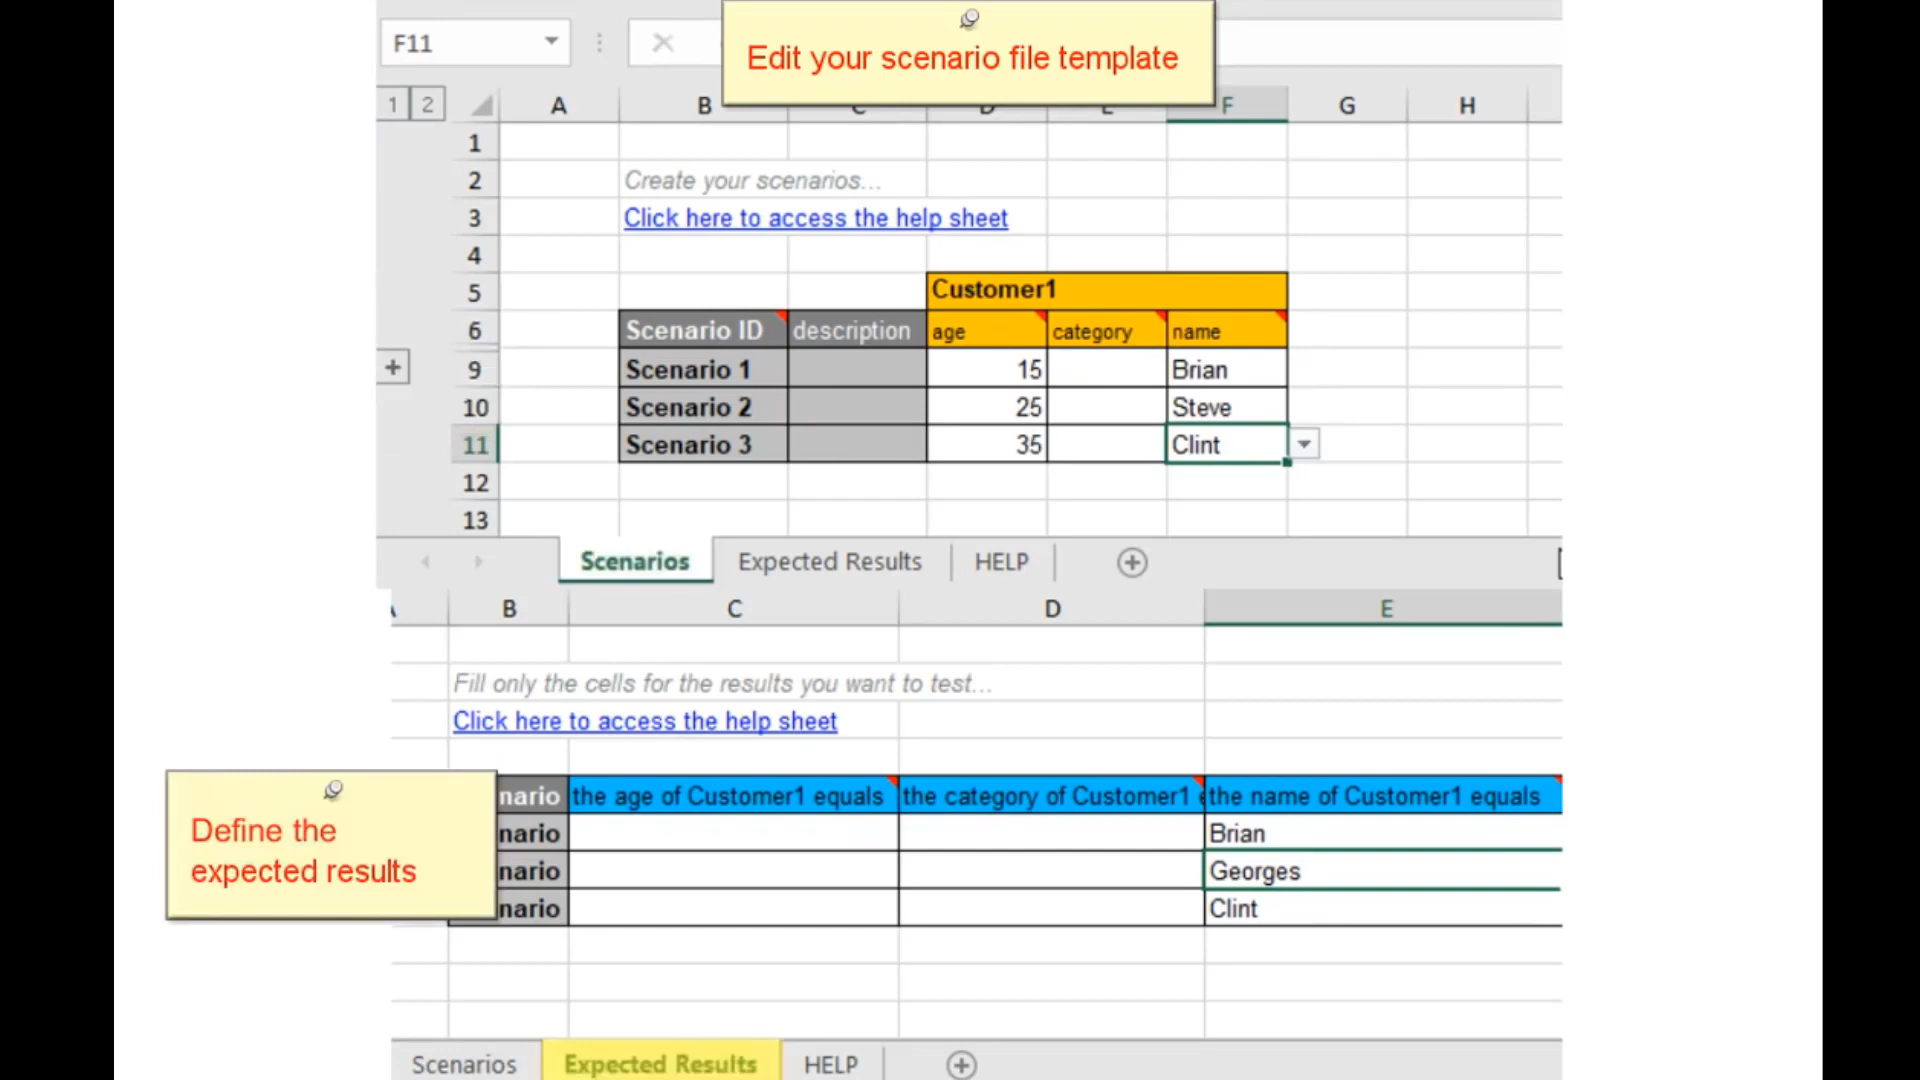 F11
Edit your scenario file template
1 2 A B F G H
1
2 Create your scenarios...
3 Click here to access the help sheet
4
5 Customer1
6 Scenario ID description age category name
9 Scenario 1 15 Brian
10 Scenario 2 25 Steve
11 Scenario 3 35 Clint
12
13
Scenarios Expected Results HELP
B C D E
Fill only the cells for the results you want to test...
Click here to access the help sheet
nario the age of Customer1 equals the category of Customer1 the name of Customer1 equals
nario Brian
nario Georges
nario Clint
Define the
expected results
Scenarios Expected Results HELP